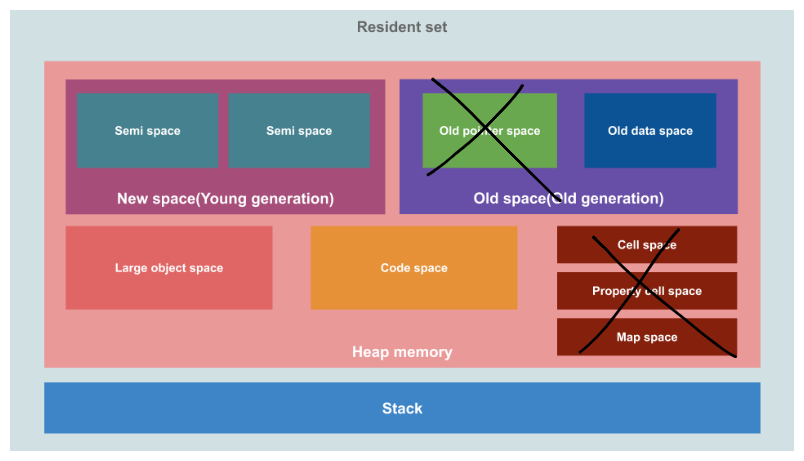 Resident set
Semi space
Semi space
New space(Young generation)
Old pointer space
Old data space
Old space(Old generation)
Large object space
Code space
Cell space
Property cell space
Map space
Heap memory
Stack